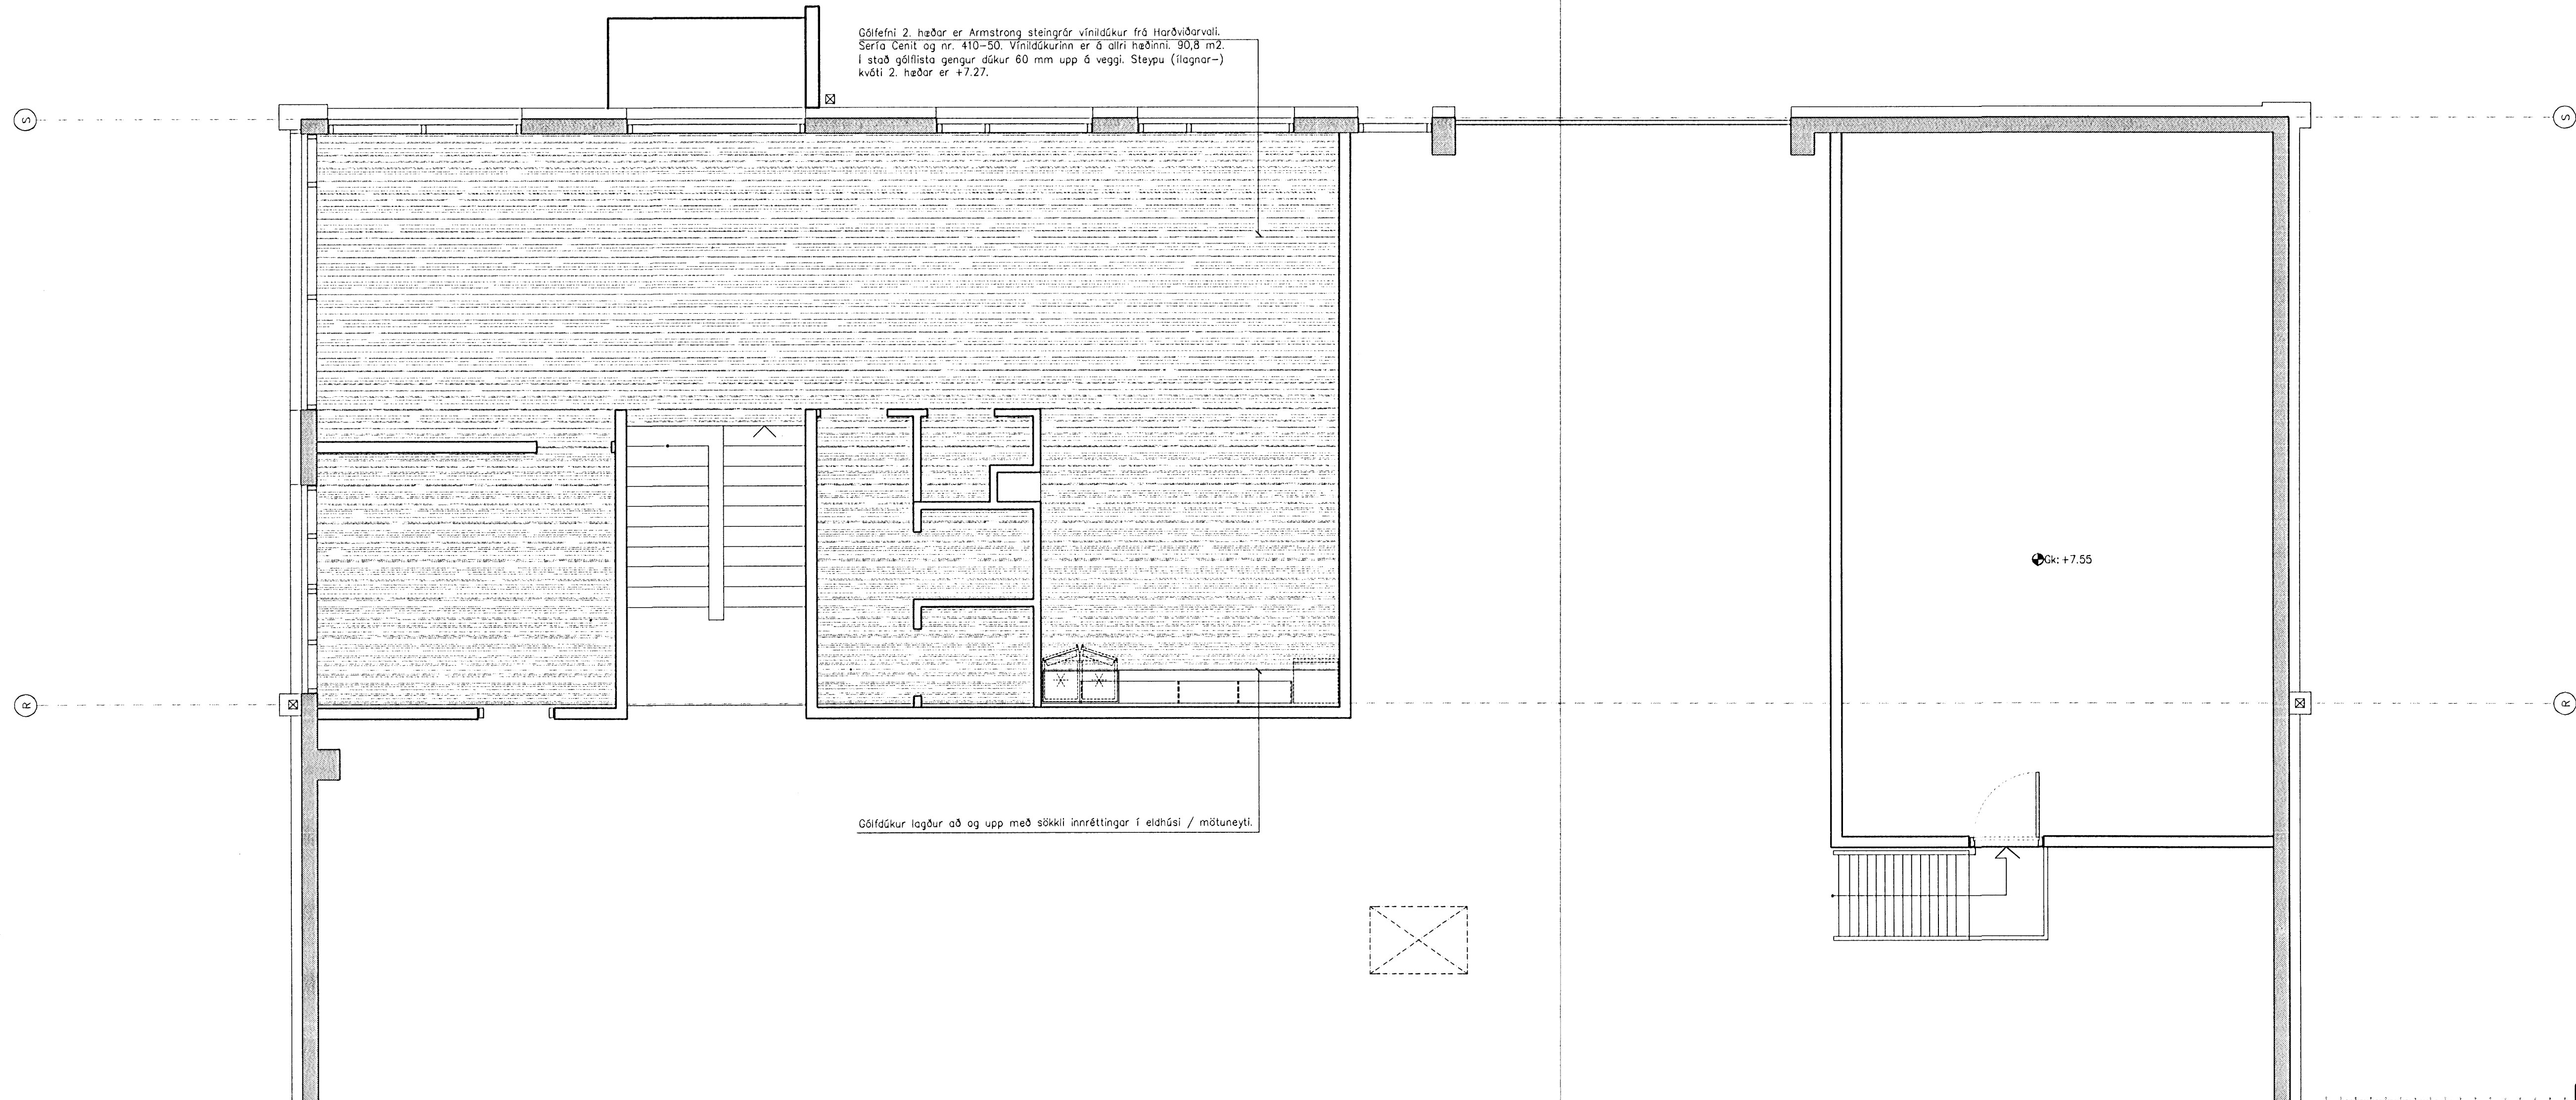 Gólfefni 2. hæðar er Armstrong steingrár vínildúkur frá Harðviðarvali.
Sería Cenit og nr. 410-50. Vínildúkurinn er á allri hæðinni. 90,8 m2.
Í stað gólflista gengur dúkur 60 mm upp á veggi. Steypu (ílagnar-)
kváti 2. hæðar er +7.27.
S
S
Gk: +7.55
R
R
Gólfdúkur lagður að og upp með sökkli innréttingar í eldhúsi / mötuneyti.